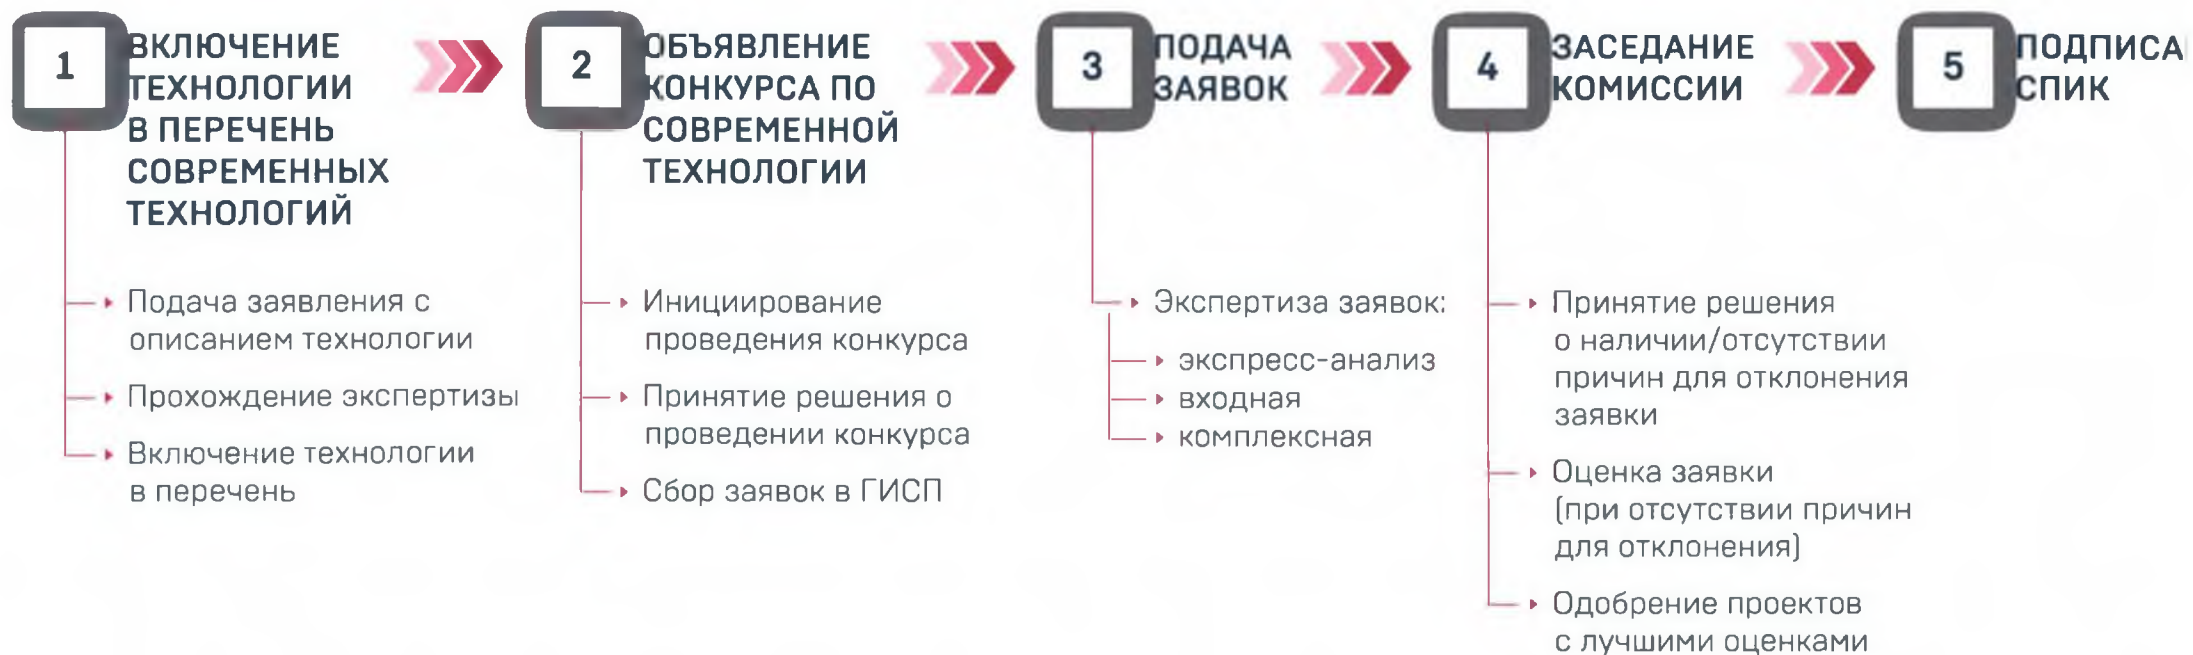 1
ВКЛЮЧЕНИЕ
ТЕХНОЛОГИИ
В ПЕРЕЧЕНЬ
СОВРЕМЕННЫХ
ТЕХНОЛОГИЙ
Подача заявления с
описанием технологии
Прохождение экспертизы
Включение технологии
в перечень
2
ОБЪЯВЛЕНИЕ
КОНКУРСА ПО
СОВРЕМЕННОЙ
ТЕХНОЛОГИИ
Инициирование
проведения конкурса
Принятие решения о
проведении конкурса
Сбор заявок в ГИСП
3
ПОДАЧА
ЗАЯВОК
Экспертиза заявок:
экспресс-анализ
входная
комплексная
4
ЗАСЕДАНИЕ
КОМИССИИ
Принятие решения
о наличии/отсутствии
причин для отклонения
заявки
Оценка заявки
(при отсутствии причин
для отклонения)
Одобрение проектов
с лучшими оценками
5
ПОДПИСА
СПИК